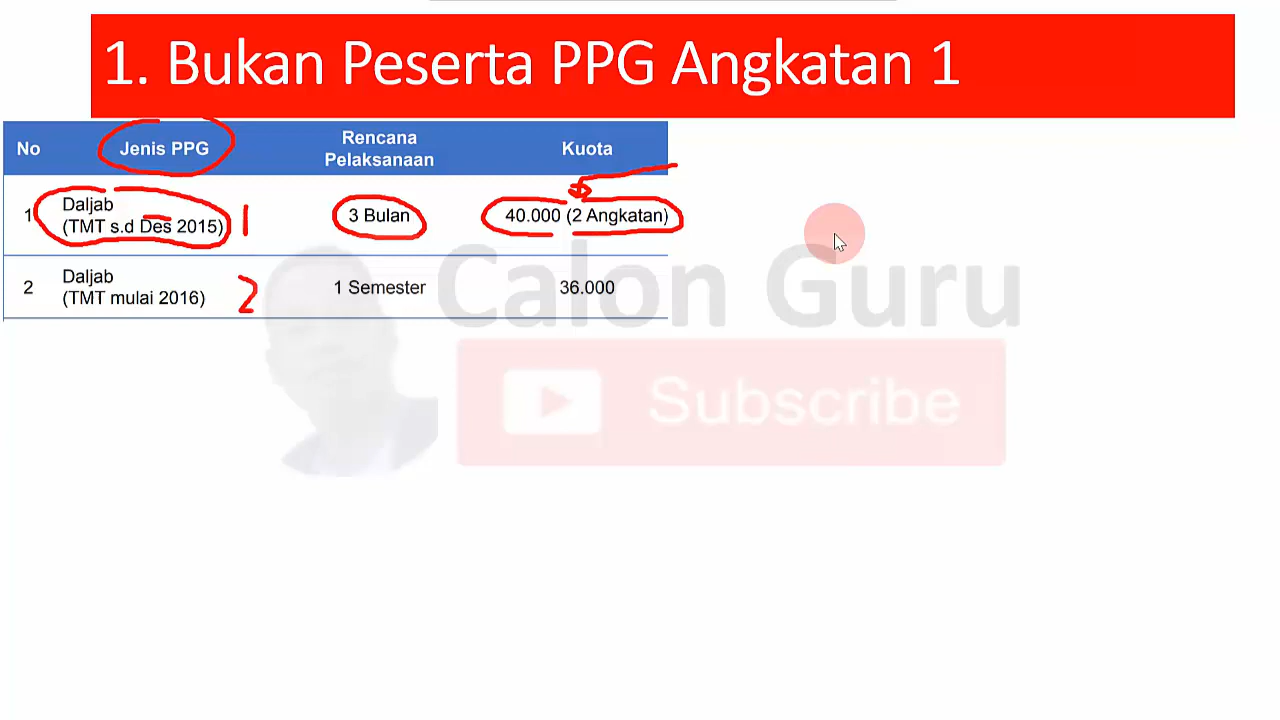 1. Bukan Peserta PPG Angkatan 1
No Jenis PPG Rencana Pelaksanaan Kuota
1 Daljab (TMT s.d Des 2015) 1 3 Bulan 40.000 (2 Angkatan)
2 Daljab (TMT mulai 2016) 2 1 Semester 36.000
Calon Guru
Subscribe